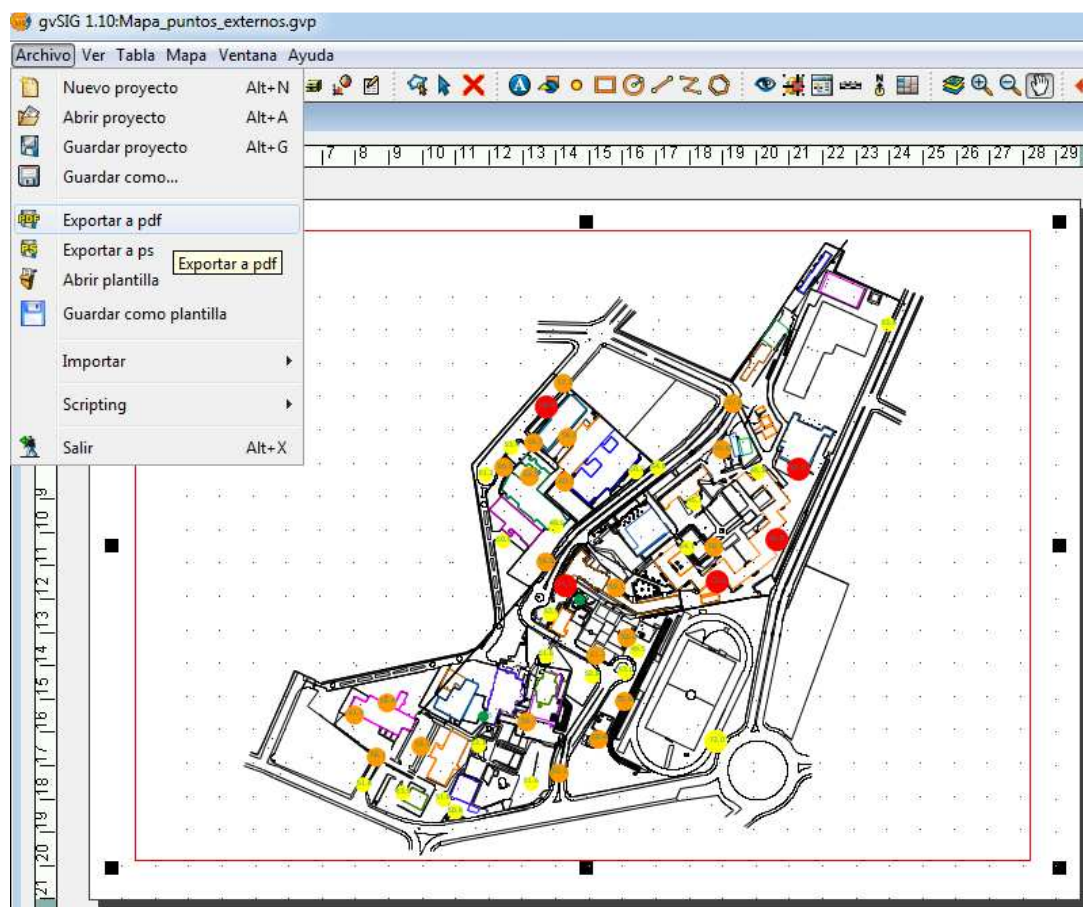 gvSIG 1.10:Mapa_puntos_externos.gvp
Archivo Ver Tabla Mapa Ventana Ayuda
Nuevo proyecto Alt+N
Abrir proyecto Alt+A
Guardar proyecto Alt+G
Guardar como...
Exportar a pdf
Exportar a ps
Exportar a pdf
Abrir plantilla
Guardar como plantilla
Importar
Scripting
Salir Alt+X
7 8 9 10 11 12 13 14 15 16 17 18 19 20 21 22 23 24 25 26 27 28 29
9
10
11
12
13
14
15
16
17
18
19
20
21